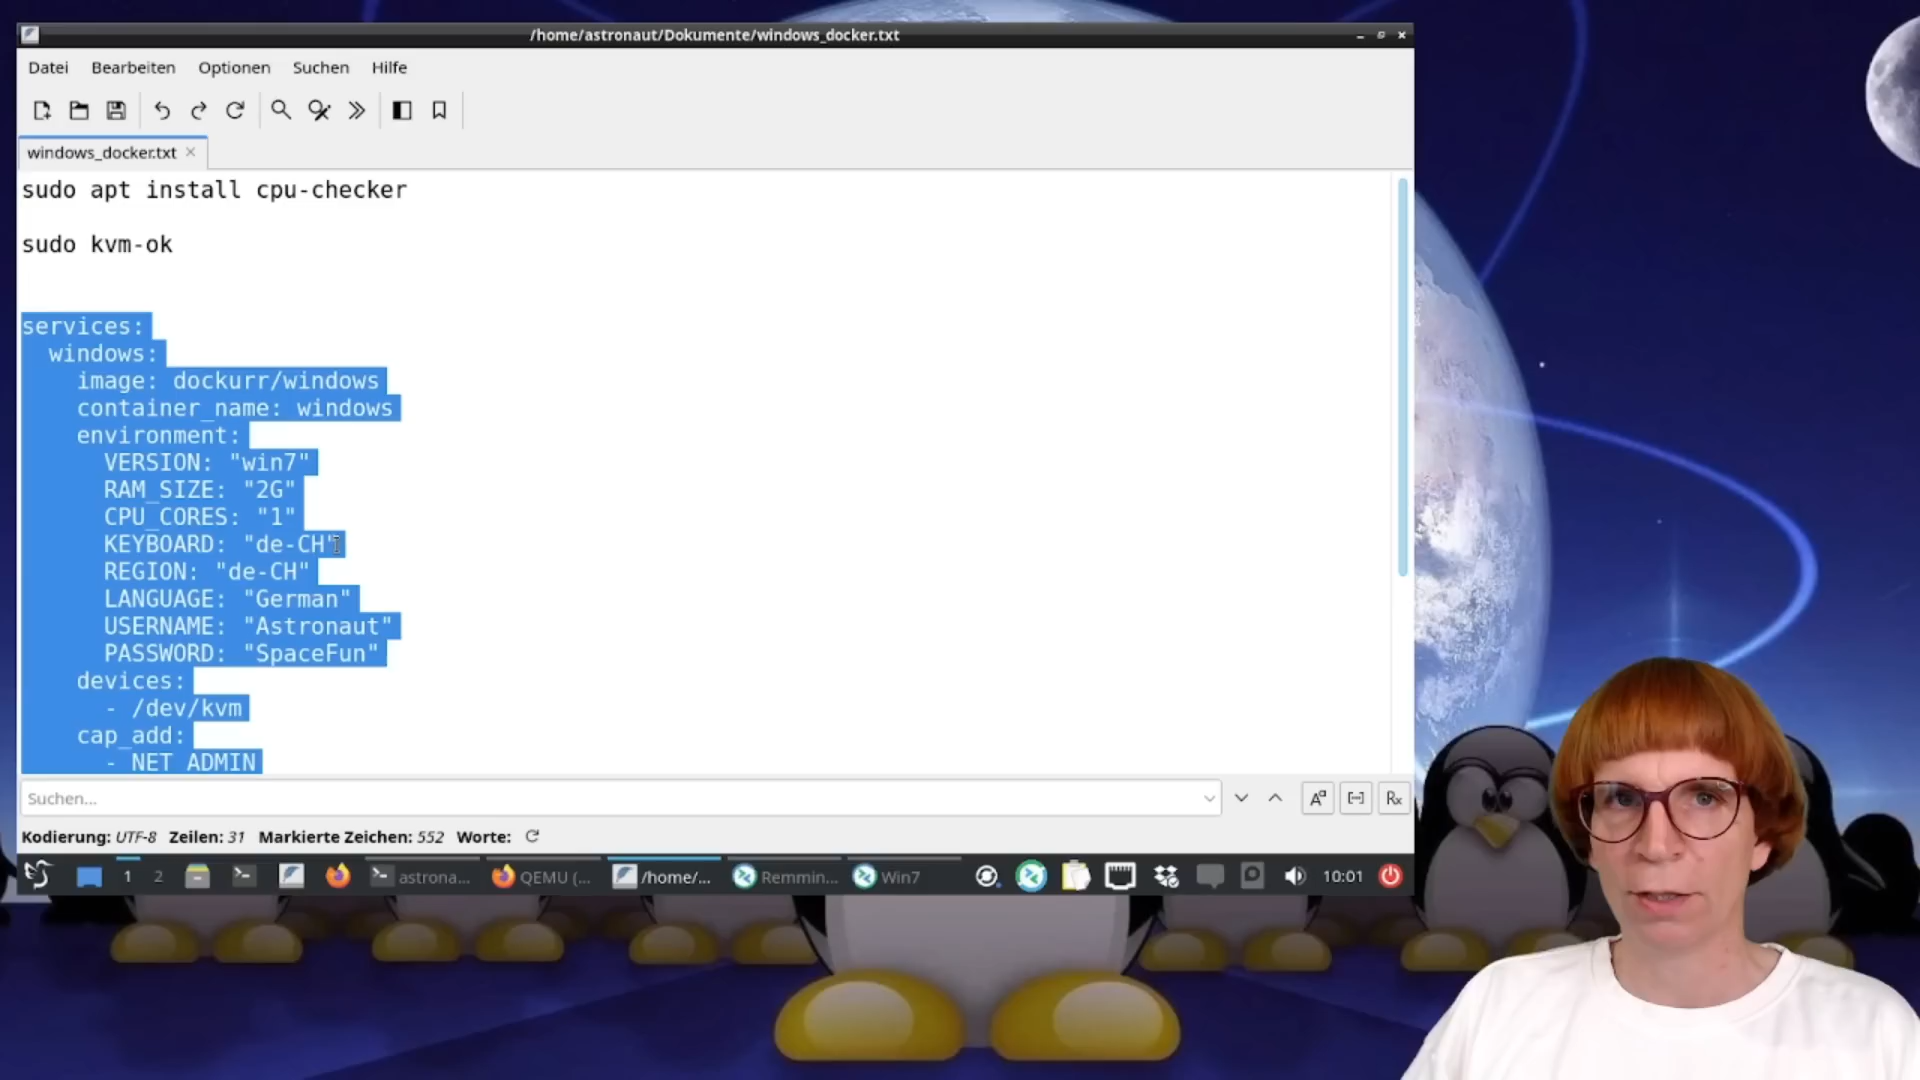 /home/astronaut/Dokumente/windows_docker.txt
Datei Bearbeiten Optionen Suchen Hilfe
windows_docker.txt
sudo apt install cpu-checker
sudo kvm-ok
services:
windows:
image: dockurr/windows
container_name: windows
environment:
VERSION: "win7"
RAM_SIZE: "2G"
CPU_CORES: "1"
KEYBOARD: "de-CH"
REGION: "de-CH"
LANGUAGE: "German"
USERNAME: "Astronaut"
PASSWORD: "SpaceFun"
devices:
- /dev/kvm
cap_add:
- NET_ADMIN
Suchen...
Kodierung: UTF-8 Zeilen: 31 Markierte Zeichen: 552 Worte:
1 2 astrona... QEMU (... /home/... Remmin... Win7 10:01